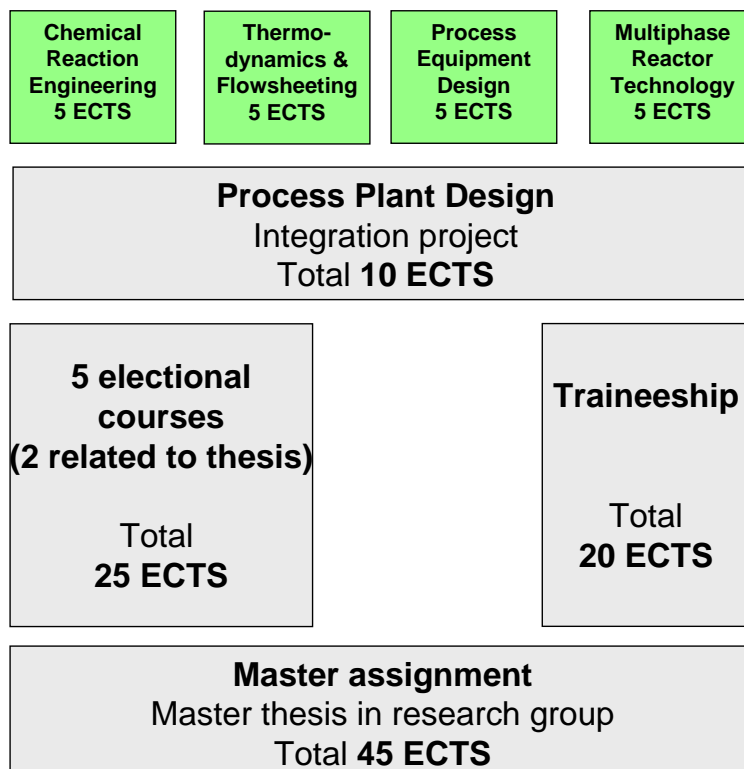 Chemical
Reaction
Engineering
5 ECTS
Thermo-
dynamics &
Flowsheeting
5 ECTS
Process
Equipment
Design
5 ECTS
Multiphase
Reactor
Technology
5 ECTS
Process Plant Design
Integration project
Total 10 ECTS
5 electional
courses
(2 related to thesis)
Total
25 ECTS
Traineeship
Total
20 ECTS
Master assignment
Master thesis in research group
Total 45 ECTS